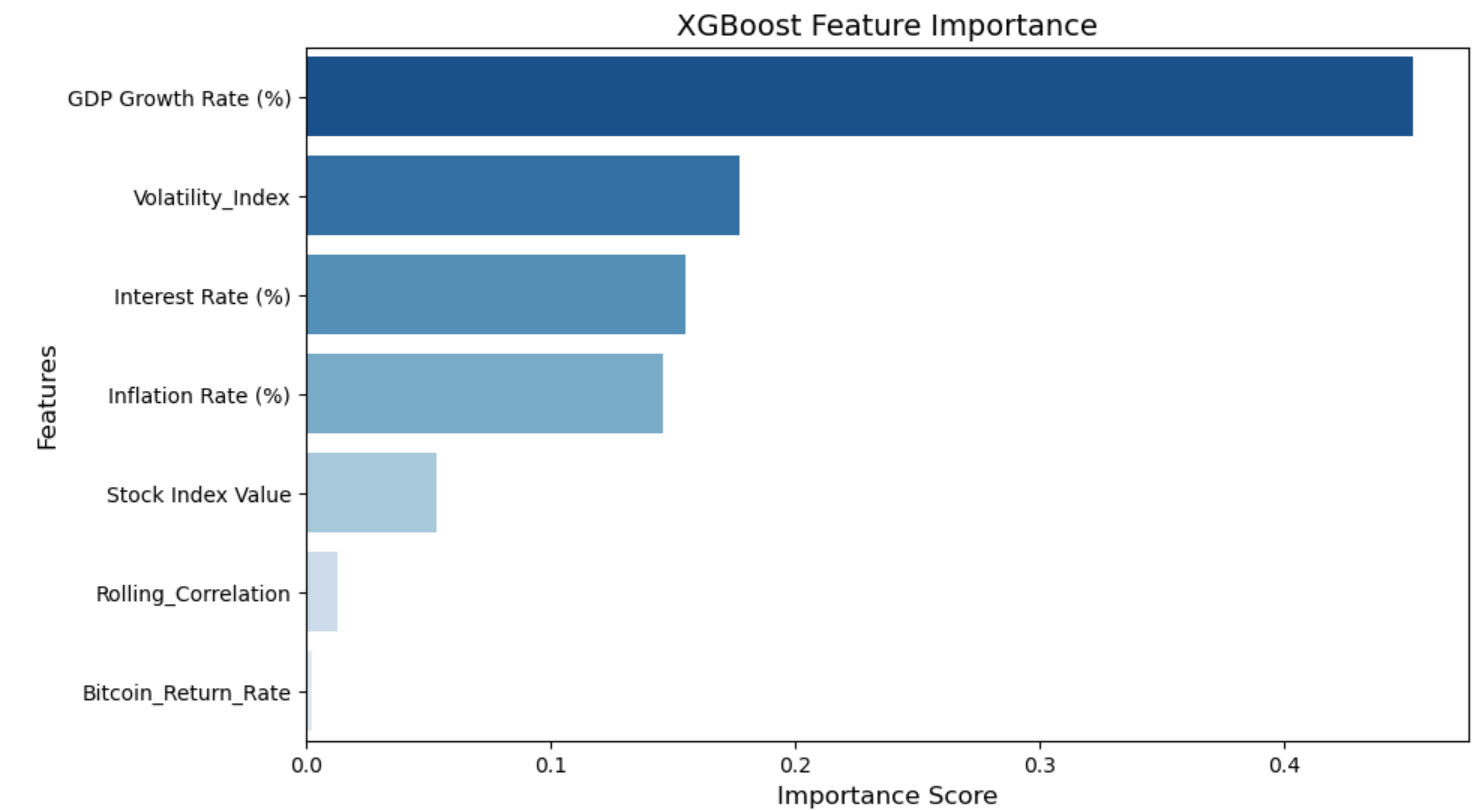 XGBoost Feature Importance
GDP Growth Rate (%)
Volatility_Index
Interest Rate (%)
Inflation Rate (%)
Stock Index Value
Rolling_Correlation
Bitcoin_Return_Rate
Features
0.0 0.1 0.2 0.3 0.4
Importance Score